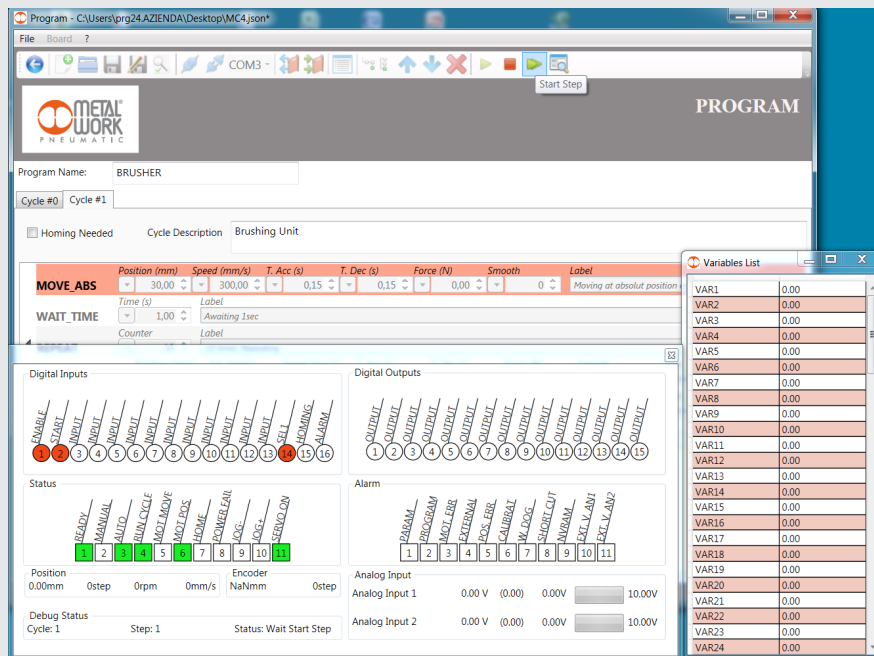 Program - C:\Users\prg24.AZIENDA\Desktop\MC4.json*
File Board ?
COM3
Start Step
METAL®
WORK
PNEUMATIC
PROGRAM
Program Name: BRUSHER
Cycle #0 Cycle #1
Homing Needed Cycle Description Brushing Unit
Position (mm) Speed (mm/s) T. Acc (s) T. Dec (s) Force (N) Smooth Label
MOVE_ABS 30,00 300,00 0,15 0,15 0,00 0 Moving at absolut position
Time (s) Label
WAIT_TIME 1,00 Awaiting 1sec
Counter Label
REPEAT
Digital Inputs
ENABLE START INPUT INPUT INPUT INPUT INPUT INPUT INPUT INPUT INPUT INPUT INPUT SEL1 HOMING ALARM
1 2 3 4 5 6 7 8 9 10 11 12 13 14 15 16
Digital Outputs
OUTPUT OUTPUT OUTPUT OUTPUT OUTPUT OUTPUT OUTPUT OUTPUT OUTPUT OUTPUT OUTPUT OUTPUT OUTPUT OUTPUT OUTPUT
1 2 3 4 5 6 7 8 9 10 11 12 13 14 15
Status
READY MANUAL AUTO RUN CYCLE MOT MOVE MOT POS. HOME POWER FAIL JOG- JOG+ SERVO ON
1 2 3 4 5 6 7 8 9 10 11
Alarm
PARAM PROGRAM MOT. ERR EXTERNAL POS. ERR. CALIBRAT W. DOG SHORT CUT NVRAM EXT. V. AN1 EXT. V. AN2
1 2 3 4 5 6 7 8 9 10 11
Position
0.00mm 0step 0rpm 0mm/s
Encoder
NaNmm 0step
Analog Input
Analog Input 1 0.00 V (0.00) 0.00V 10.00V
Analog Input 2 0.00 V (0.00) 0.00V 10.00V
Debug Status
Cycle: 1 Step: 1 Status: Wait Start Step
Variables List
VAR1 0.00
VAR2 0.00
VAR3 0.00
VAR4 0.00
VAR5 0.00
VAR6 0.00
VAR7 0.00
VAR8 0.00
VAR9 0.00
VAR10 0.00
VAR11 0.00
VAR12 0.00
VAR13 0.00
VAR14 0.00
VAR15 0.00
VAR16 0.00
VAR17 0.00
VAR18 0.00
VAR19 0.00
VAR20 0.00
VAR21 0.00
VAR22 0.00
VAR23 0.00
VAR24 0.00